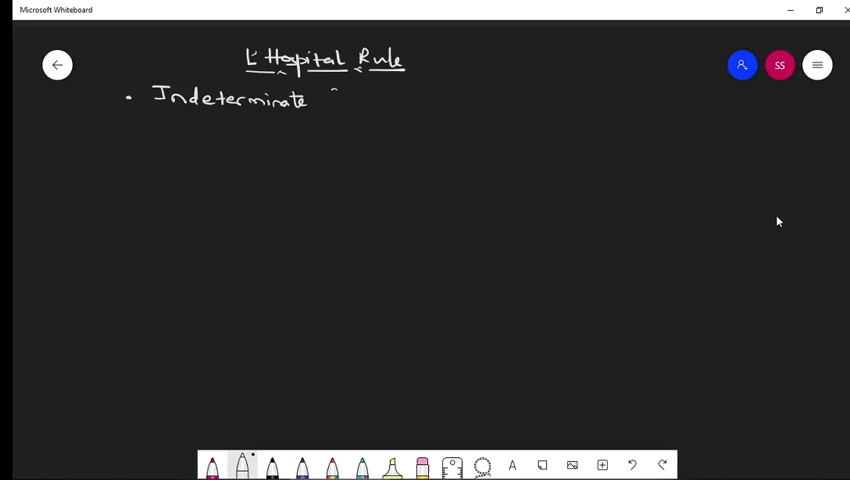 Microsoft Whiteboard
L' Hospital Rule
SS
• Indeterminate
A